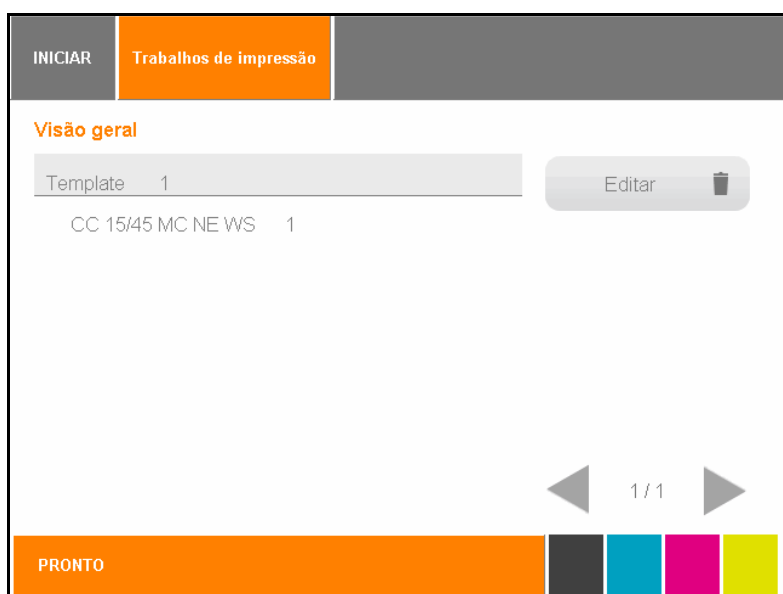 INICIAR Trabalhos de impressão
Visão geral
Template 1 Editar
CC 15/45 MC NE WS 1
1 / 1
PRONTO